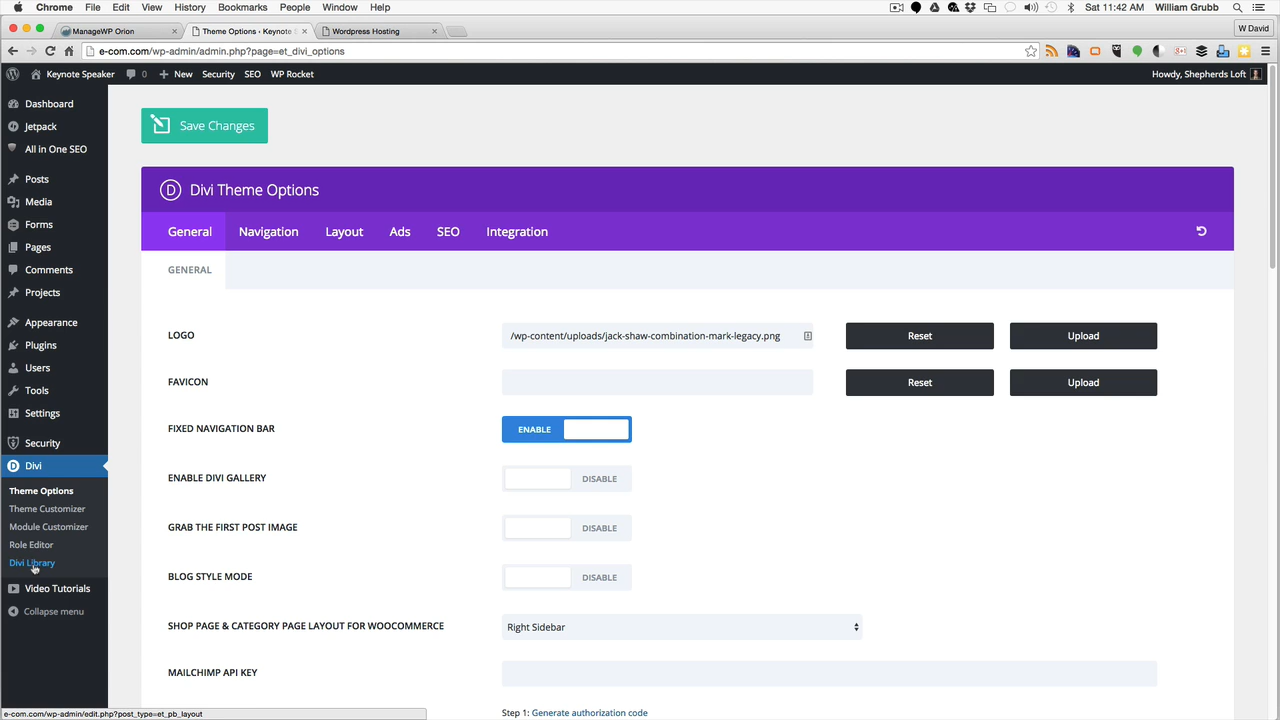 Chrome File Edit View History Bookmarks People Window Help Sat 11:42 AM William Grubb
ManageWP Orion Theme Options ‹ Keynote Wordpress Hosting W David
e-com.com/wp-admin/admin.php?page=et_divi_options
Keynote Speaker 0 New Security SEO WP Rocket Howdy, Shepherds Loft
Dashboard
Jetpack
All in One SEO
Posts
Media
Forms
Pages
Comments
Projects
Appearance
Plugins
Users
Tools
Settings
Security
Divi
Theme Options
Theme Customizer
Module Customizer
Role Editor
Divi Library
Video Tutorials
Collapse menu
Save Changes
D Divi Theme Options
General Navigation Layout Ads SEO Integration
GENERAL
LOGO /wp-content/uploads/jack-shaw-combination-mark-legacy.png Reset Upload
FAVICON Reset Upload
FIXED NAVIGATION BAR ENABLE
ENABLE DIVI GALLERY DISABLE
GRAB THE FIRST POST IMAGE DISABLE
BLOG STYLE MODE DISABLE
SHOP PAGE & CATEGORY PAGE LAYOUT FOR WOOCOMMERCE Right Sidebar
MAILCHIMP API KEY
Step 1: Generate authorization code
e-com.com/wp-admin/edit.php?post_type=et_pb_layout